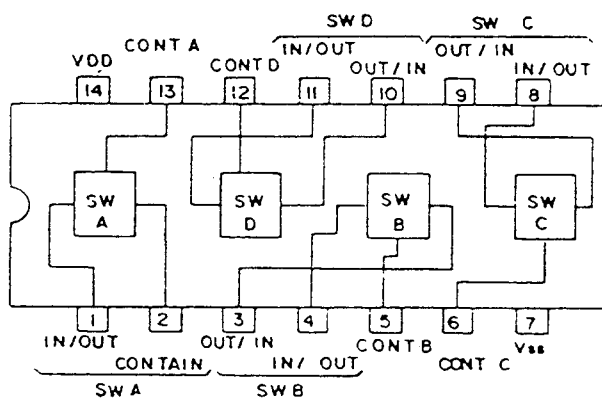 SW D SW C
CONT A IN/OUT OUT/IN
VDD CONT D OUT/IN IN/OUT
14 13 12 11 10 9 8
SW A
SW D
SW B
SW C
1 2 3 4 5 6 7
IN/OUT OUT/IN CONT B Vss
CONTAIN IN/OUT CONT C
SW A SW B